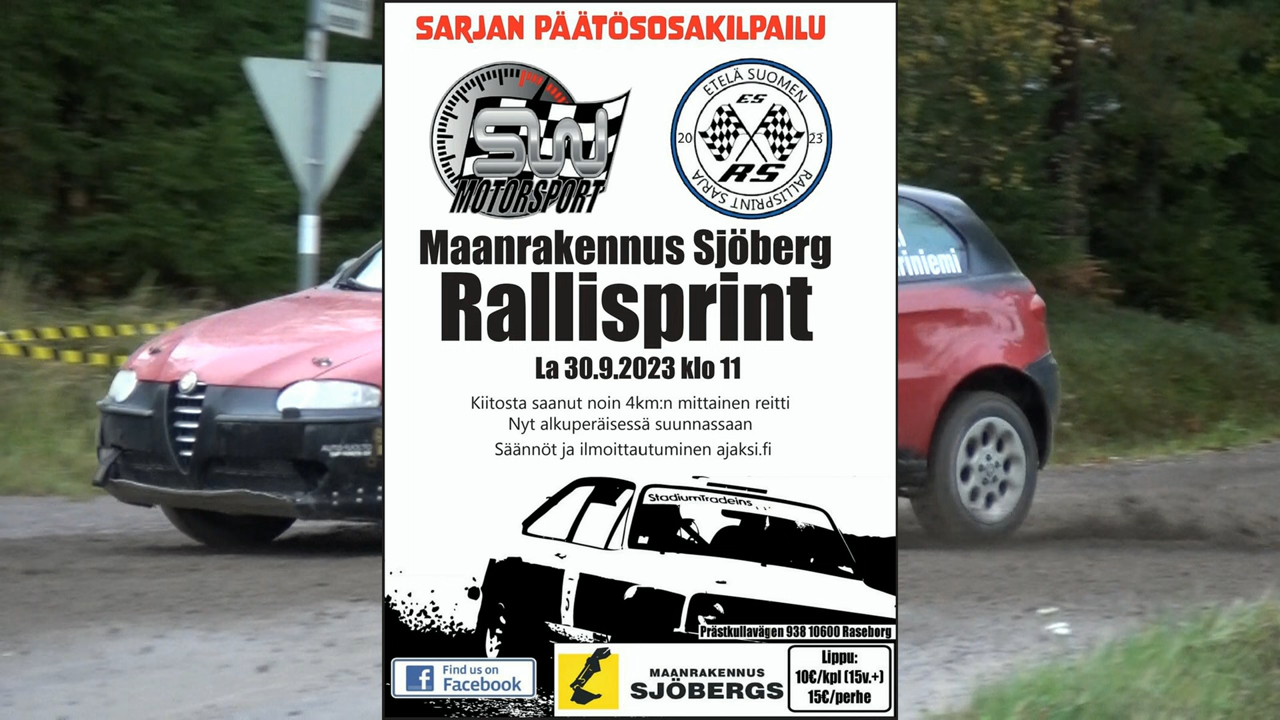 SARJAN PÄÄTÖSOSAKILPAILU
SW
MOTORSPORT
ETELÄ SUOMEN
ES
20 23
RS
RALLISPRINT SARJA
Maanrakennus Sjöberg
Rallisprint
La 30.9.2023 klo 11
Kiitosta saanut noin 4km:n mittainen reitti
Nyt alkuperäisessä suunnassaan
Säännöt ja ilmoittautuminen ajaksi.fi
StadiumTradeins
Prästkullavägen 938 10600 Raseborg
Find us on
Facebook
MAANRAKENNUS
SJÖBERGS
Lippu:
10€/kpl (15v.+)
15€/perhe